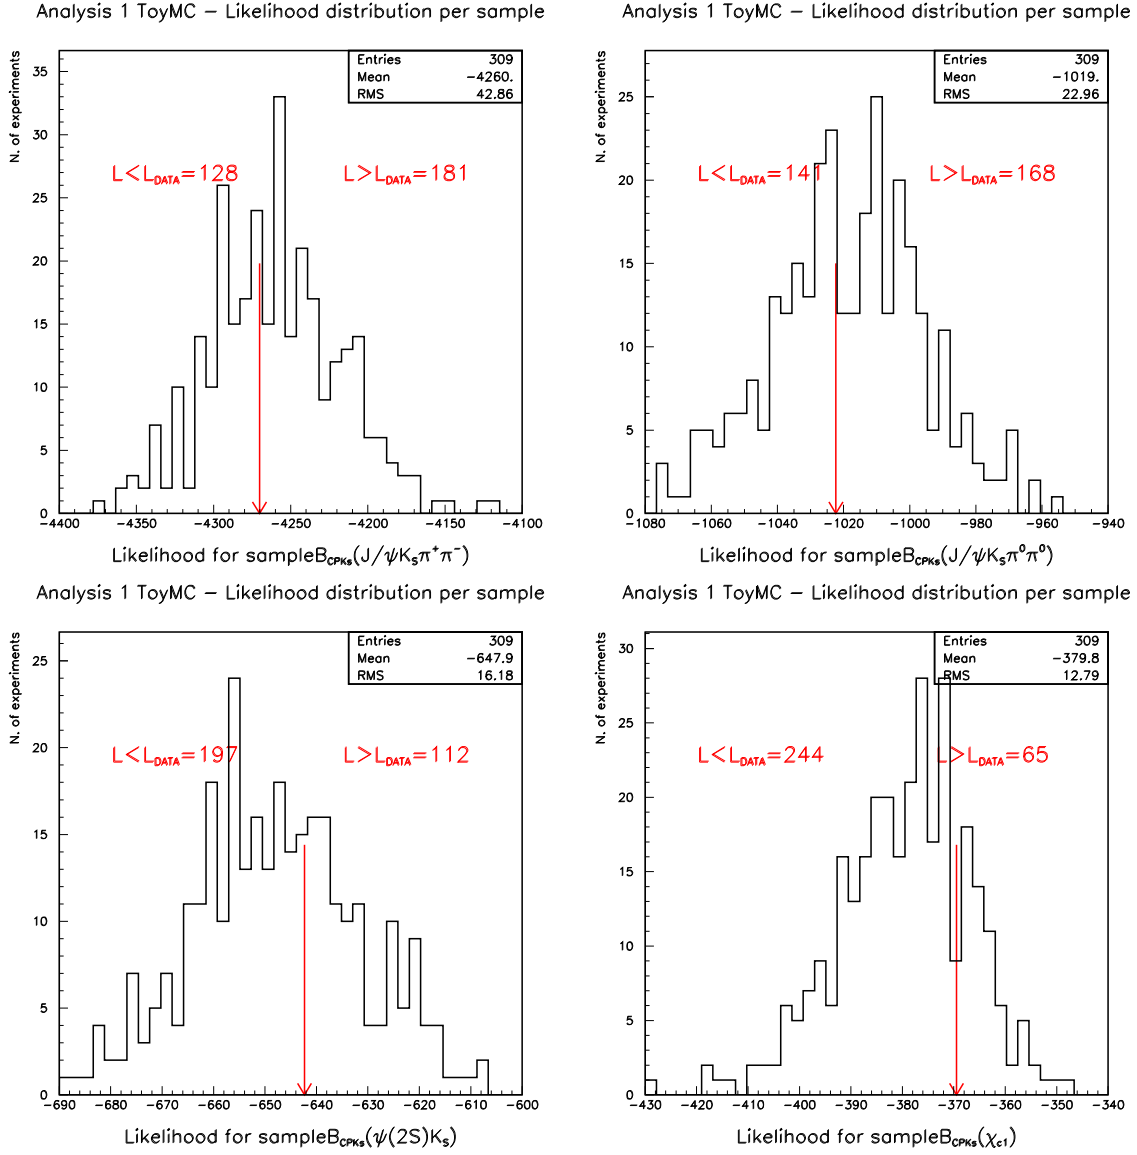 Analysis 1 ToyMC – Likelihood distribution per sample
N. of experiments
Entries 309
Mean -4260.
RMS 42.86
L<L_DATA=128 L>L_DATA=181
35
30
25
20
15
10
5
0
-4400 -4350 -4300 -4250 -4200 -4150 -4100
Likelihood for sampleB_CPKs(J/ψK_Sπ⁺π⁻)
Analysis 1 ToyMC – Likelihood distribution per sample
N. of experiments
Entries 309
Mean -1019.
RMS 22.96
L<L_DATA=141 L>L_DATA=168
25
20
15
10
5
0
-1080 -1060 -1040 -1020 -1000 -980 -960 -940
Likelihood for sampleB_CPKs(J/ψK_Sπ⁰π⁰)
Analysis 1 ToyMC – Likelihood distribution per sample
N. of experiments
Entries 309
Mean -647.9
RMS 16.18
L<L_DATA=197 L>L_DATA=112
25
20
15
10
5
0
-690 -680 -670 -660 -650 -640 -630 -620 -610 -600
Likelihood for sampleB_CPKs(ψ(2S)K_S)
Analysis 1 ToyMC – Likelihood distribution per sample
N. of experiments
Entries 309
Mean -379.8
RMS 12.79
L<L_DATA=244 L>L_DATA=65
30
25
20
15
10
5
0
-430 -420 -410 -400 -390 -380 -370 -360 -350 -340
Likelihood for sampleB_CPKs(χ_c1)